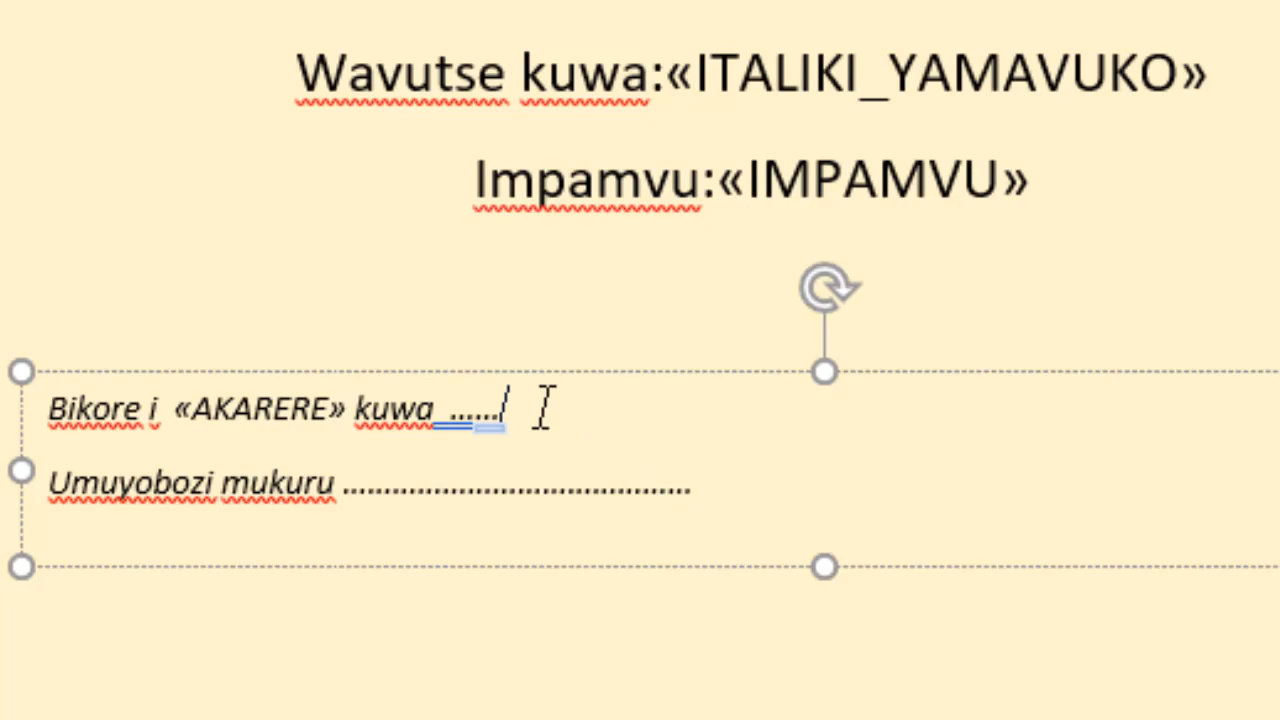 Wavutse kuwa:«ITALIKI_YAMAVUKO»
Impamvu:«IMPAMVU»
Bikore i  «AKARERE» kuwa  ....../
Umuyobozi mukuru ..........................................